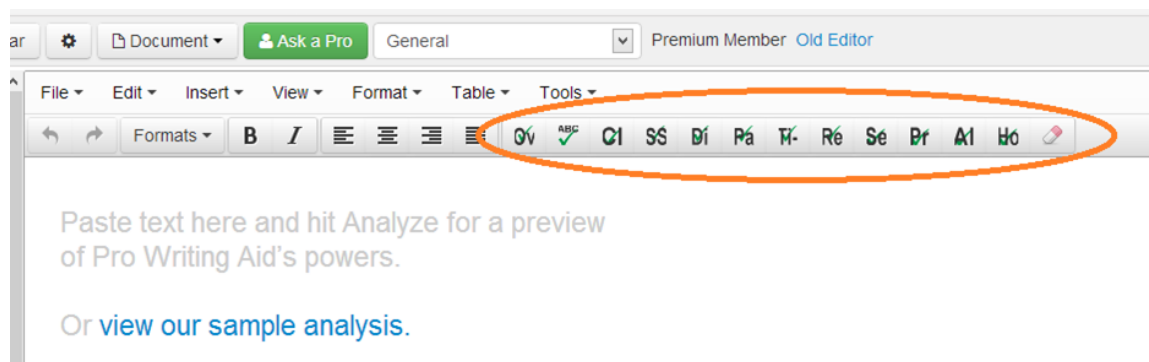 ar Document Ask a Pro General Premium Member Old Editor
File Edit Insert View Format Table Tools
Formats B I Ov ABC Cl SS Di Pa Re Se Pr Al Ho
Paste text here and hit Analyze for a preview
of Pro Writing Aid's powers.
Or view our sample analysis.